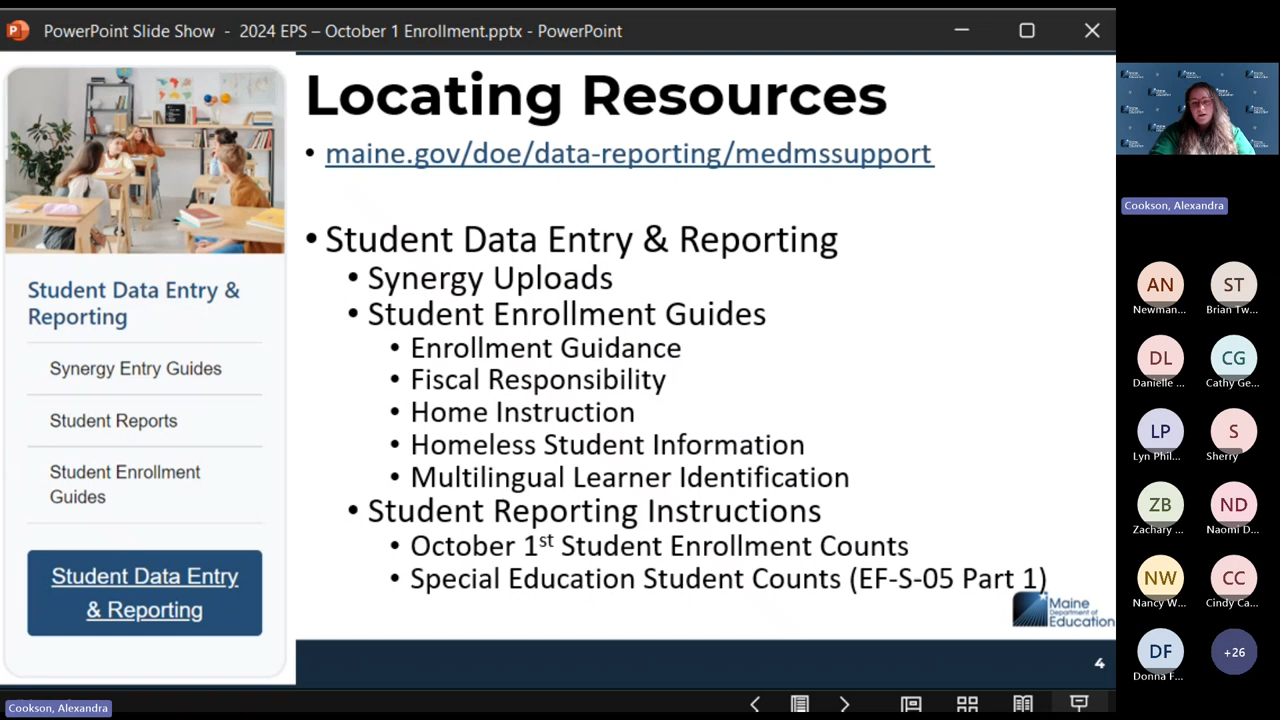 PowerPoint Slide Show - 2024 EPS – October 1 Enrollment.pptx - PowerPoint
Locating Resources
• maine.gov/doe/data-reporting/medmssupport
• Student Data Entry & Reporting
• Synergy Uploads
• Student Enrollment Guides
• Enrollment Guidance
• Fiscal Responsibility
• Home Instruction
• Homeless Student Information
• Multilingual Learner Identification
• Student Reporting Instructions
• October 1st Student Enrollment Counts
• Special Education Student Counts (EF-S-05 Part 1)
Student Data Entry &
Reporting
Synergy Entry Guides
Student Reports
Student Enrollment
Guides
Student Data Entry
& Reporting
Maine
Department of
Education
4
Cookson, Alexandra
Cookson, Alexandra
AN
Newman...
ST
Brian Tw...
DL
Danielle ...
CG
Cathy Ge...
LP
Lyn Phil...
S
Sherry
ZB
Zachary ...
ND
Naomi D...
NW
Nancy W...
CC
Cindy Ca...
DF
Donna F...
+26